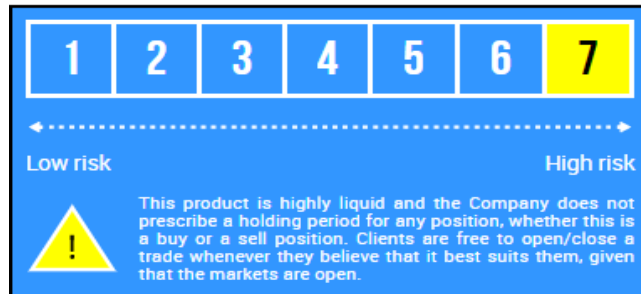 1 2 3 4 5 6 7
Low risk High risk
!
This product is highly liquid and the Company does not
prescribe a holding period for any position, whether this is
a buy or a sell position. Clients are free to open/close a
trade whenever they believe that it best suits them, given
that the markets are open.